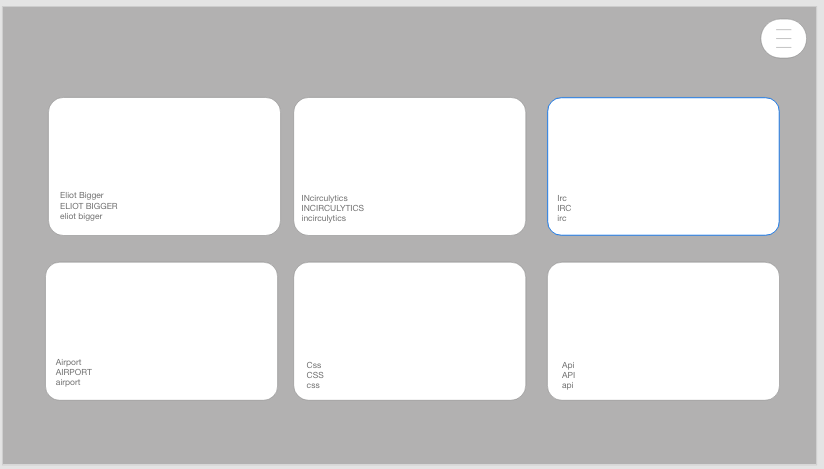 Eliot Bigger
ELIOT BIGGER
eliot bigger
INcirculytics
INCIRCULYTICS
incirculytics
Irc
IRC
irc
Airport
AIRPORT
airport
Css
CSS
css
Api
API
api